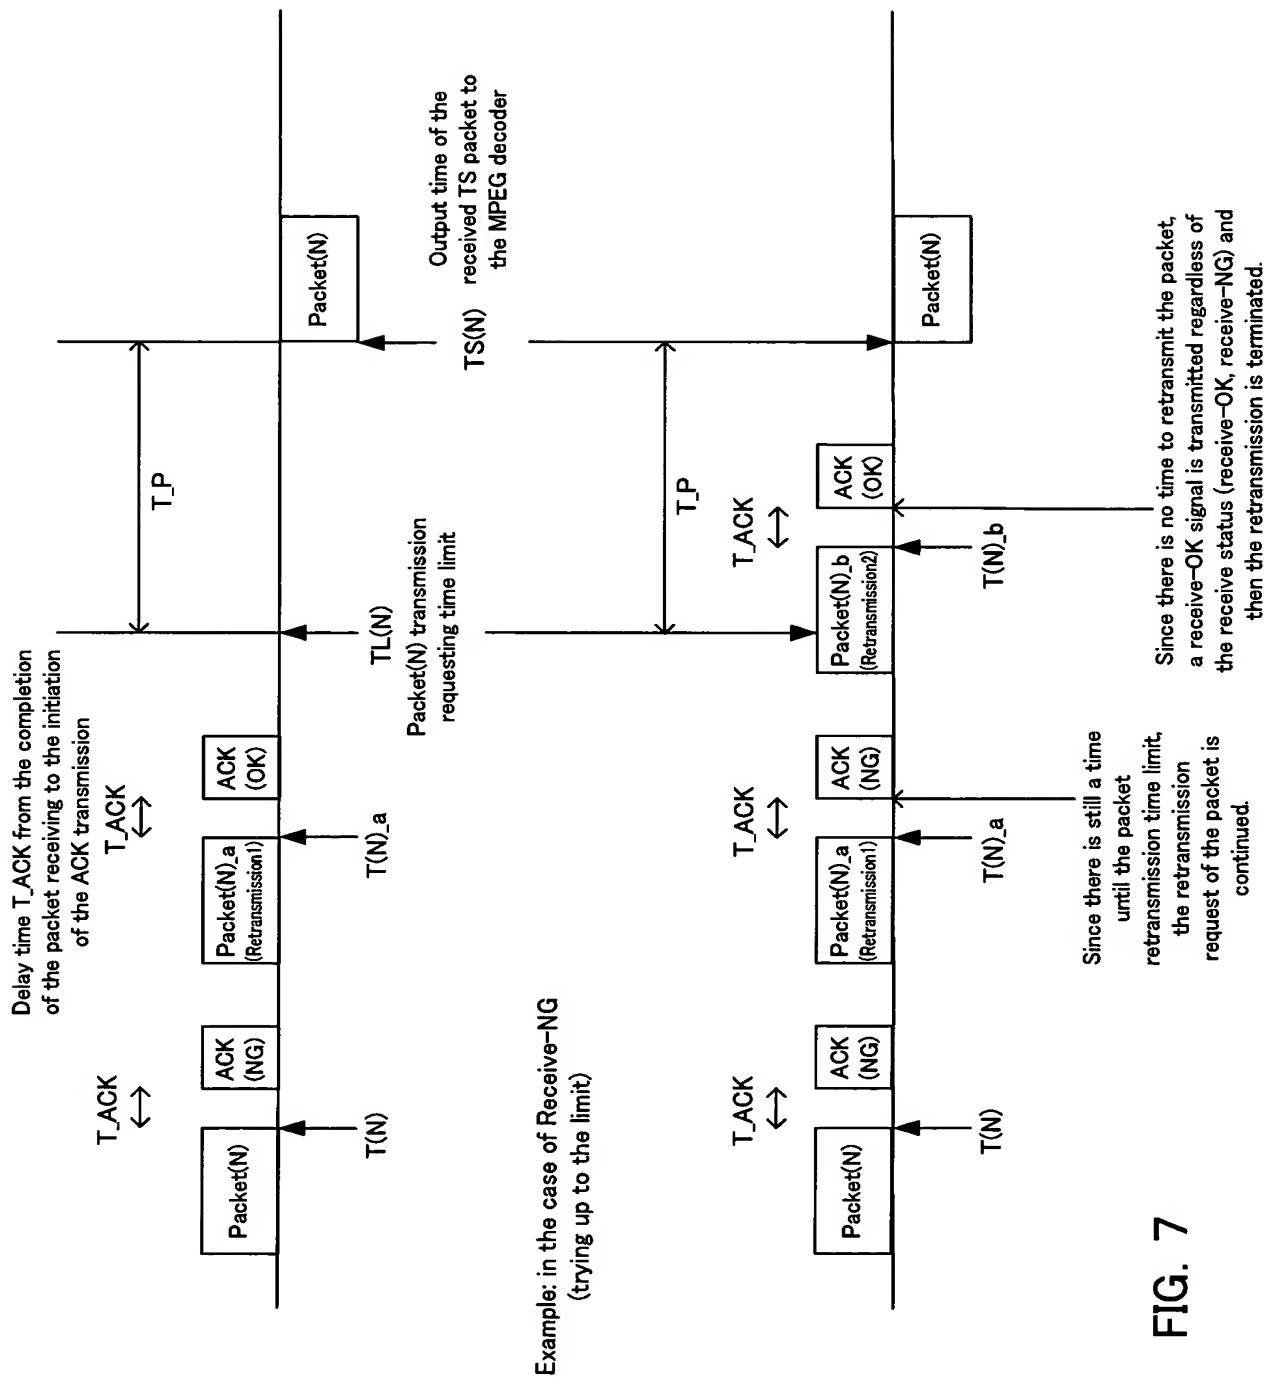 Delay time T_ACK from the completion
of the packet receiving to the initiation
of the ACK transmission
T_ACK
T_ACK
T_P
Packet(N)
ACK
(NG)
Packet(N)_a
(Retransmission1)
ACK
(OK)
Packet(N)
T(N)
T(N)_a
TL(N)
Packet(N) transmission
requesting time limit
TS(N)
Output time of the
received TS packet to
the MPEG decoder
Example: in the case of Receive-NG
(trying up to the limit)
T_P
T_ACK
T_ACK
T_ACK
Packet(N)
ACK
(NG)
Packet(N)_a
(Retransmission1)
ACK
(NG)
Packet(N)_b
(Retransmission2)
ACK
(OK)
Packet(N)
T(N)
T(N)_a
T(N)_b
Since there is still a time
until the packet
retransmission time limit,
the retransmission
request of the packet is
continued.
Since there is no time to retransmit the packet,
a receive-OK signal is transmitted regardless of
the receive status (receive-OK, receive-NG) and
then the retransmission is terminated.
FIG. 7